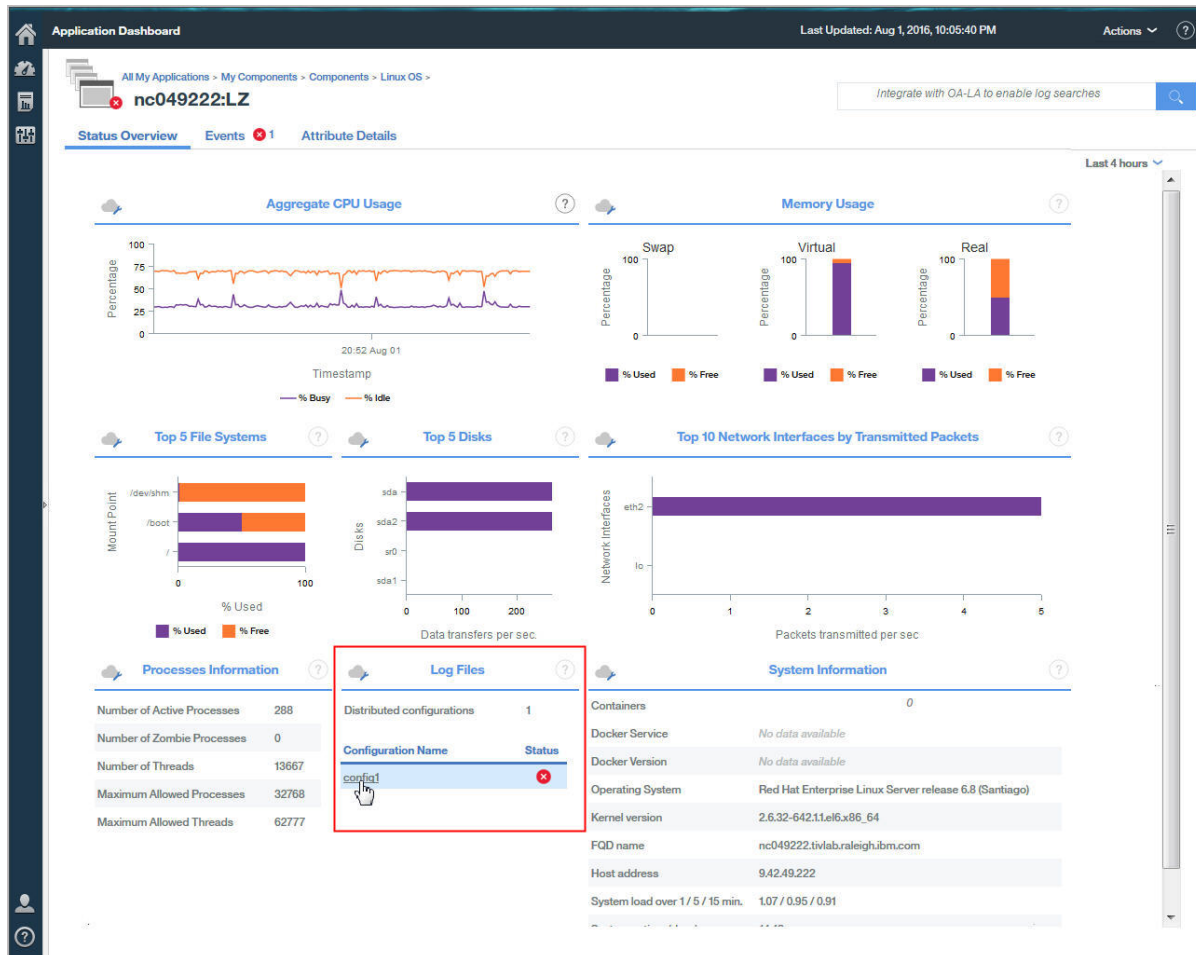 Application Dashboard
Last Updated: Aug 1, 2016, 10:05:40 PM
Actions
?
All My Applications > My Components > Components > Linux OS >
nc049222:LZ
Integrate with OA-LA to enable log searches
Status Overview
Events 1
Attribute Details
Last 4 hours
Aggregate CPU Usage
?
100
75
50
25
0
Percentage
20:52 Aug 01
Timestamp
% Busy
% Idle
Memory Usage
?
Swap
100
0
Percentage
% Used
% Free
Virtual
100
0
Percentage
% Used
% Free
Real
100
0
Percentage
% Used
% Free
Top 5 File Systems
?
Mount Point
/dev/shm
/boot
/
0
100
% Used
% Used
% Free
Top 5 Disks
?
Disks
sda
sda2
sr0
sda1
0
100
200
Data transfers per sec.
Top 10 Network Interfaces by Transmitted Packets
?
Network Interfaces
eth2
lo
0
1
2
3
4
5
Packets transmitted per sec
Processes Information
?
Number of Active Processes 288
Number of Zombie Processes 0
Number of Threads 13667
Maximum Allowed Processes 32768
Maximum Allowed Threads 62777
Log Files
?
Distributed configurations 1
Configuration Name Status
config1
System Information
?
Containers 0
Docker Service No data available
Docker Version No data available
Operating System Red Hat Enterprise Linux Server release 6.8 (Santiago)
Kernel version 2.6.32-642.1.1.el6.x86_64
FQD name nc049222.tivlab.raleigh.ibm.com
Host address 9.42.49.222
System load over 1 / 5 / 15 min. 1.07 / 0.95 / 0.91
?